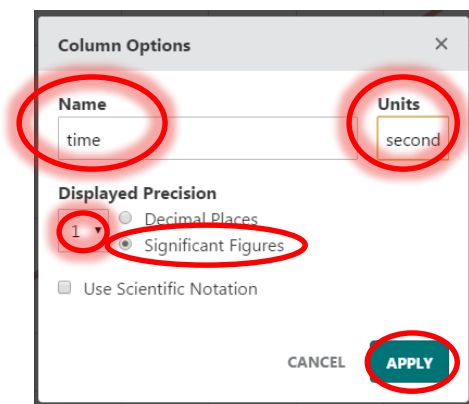 Column Options ×
Name Units
time second
Displayed Precision
1 Decimal Places
Significant Figures
Use Scientific Notation
CANCEL APPLY